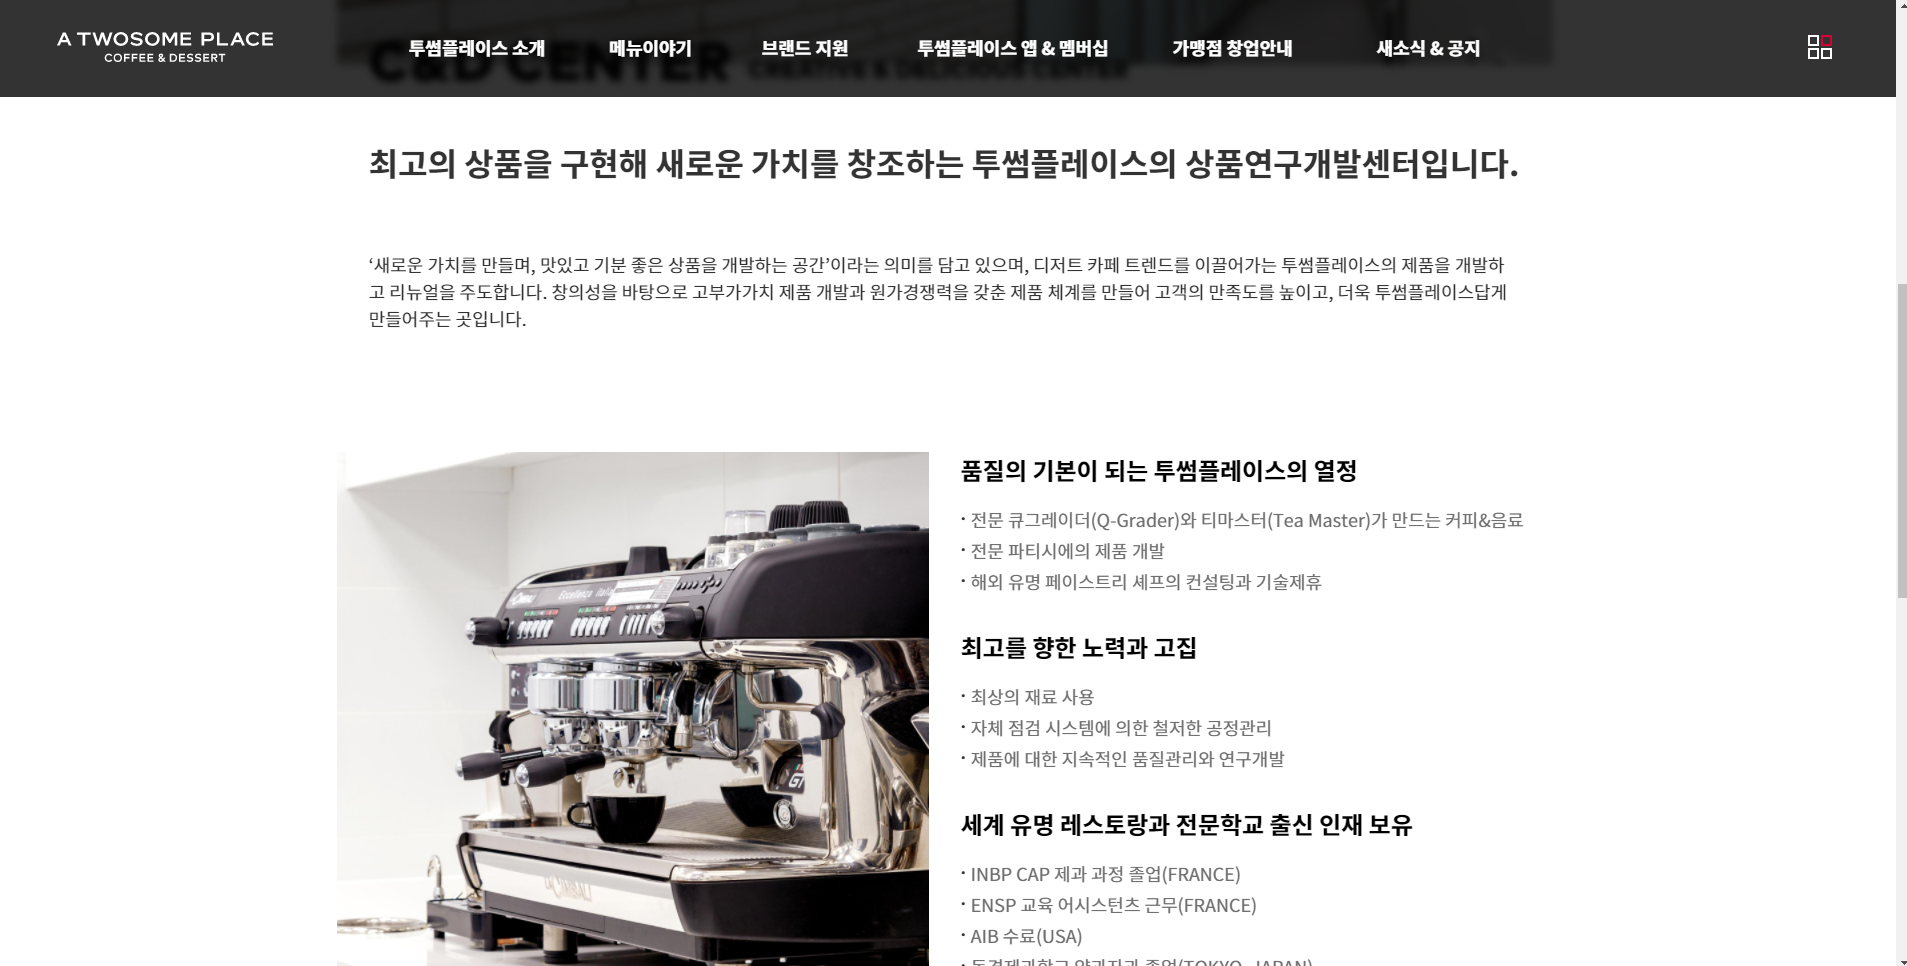 A TWOSOME PLACE
COFFEE & DESSERT
투썸플레이스 소개
메뉴이야기
브랜드 지원
투썸플레이스 앱 & 멤버십
가맹점 창업안내
새소식 & 공지
C&D CENTER CREATIVE & DELICIOUS CENTER
최고의 상품을 구현해 새로운 가치를 창조하는 투썸플레이스의 상품연구개발센터입니다.
‘새로운 가치를 만들며, 맛있고 기분 좋은 상품을 개발하는 공간’이라는 의미를 담고 있으며, 디저트 카페 트렌드를 이끌어가는 투썸플레이스의 제품을 개발하
고 리뉴얼을 주도합니다. 창의성을 바탕으로 고부가가치 제품 개발과 원가경쟁력을 갖춘 제품 체계를 만들어 고객의 만족도를 높이고, 더욱 투썸플레이스답게
만들어주는 곳입니다.
품질의 기본이 되는 투썸플레이스의 열정
· 전문 큐그레이더(Q-Grader)와 티마스터(Tea Master)가 만드는 커피&음료
· 전문 파티시에의 제품 개발
· 해외 유명 페이스트리 셰프의 컨설팅과 기술제휴
최고를 향한 노력과 고집
· 최상의 재료 사용
· 자체 점검 시스템에 의한 철저한 공정관리
· 제품에 대한 지속적인 품질관리와 연구개발
세계 유명 레스토랑과 전문학교 출신 인재 보유
· INBP CAP 제과 과정 졸업(FRANCE)
· ENSP 교육 어시스턴츠 근무(FRANCE)
· AIB 수료(USA)
· 동경제과학교 양과자과 졸업(TOKYO, JAPAN)